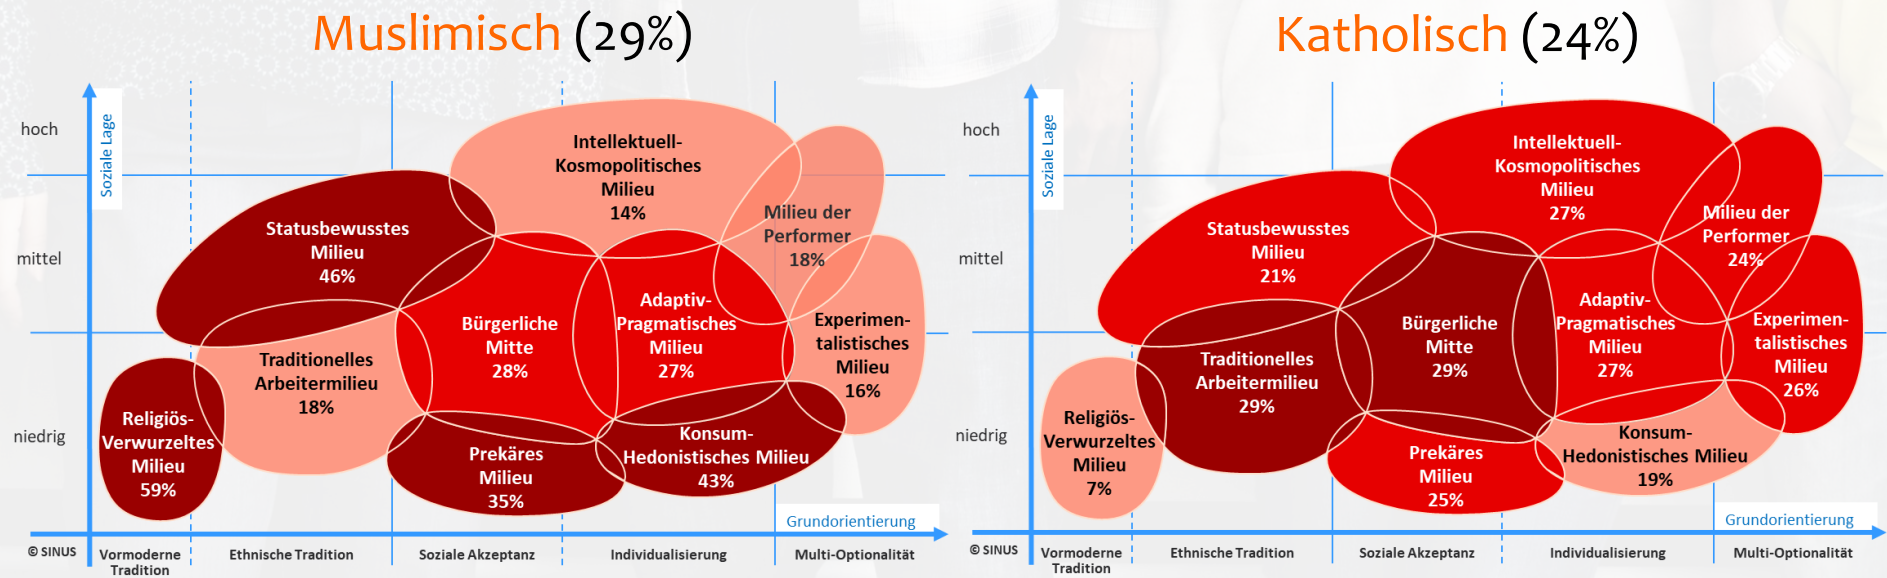 Muslimisch (29%)
Soziale Lage
hoch
mittel
niedrig
Intellektuell-
Kosmopolitisches
Milieu
14%
Statusbewusstes
Milieu
46%
Milieu der
Performer
18%
Bürgerliche
Mitte
28%
Adaptiv-
Pragmatisches
Milieu
27%
Experimen-
talistisches
Milieu
16%
Traditionelles
Arbeitermilieu
18%
Religiös-
Verwurzeltes
Milieu
59%
Prekäres
Milieu
35%
Konsum-
Hedonistisches Milieu
43%
Grundorientierung
© SINUS
Vormoderne
Tradition
Ethnische Tradition
Soziale Akzeptanz
Individualisierung
Multi-Optionalität
Katholisch (24%)
Soziale Lage
hoch
mittel
niedrig
Intellektuell-
Kosmopolitisches
Milieu
27%
Statusbewusstes
Milieu
21%
Milieu der
Performer
24%
Bürgerliche
Mitte
29%
Adaptiv-
Pragmatisches
Milieu
27%
Experimen-
talistisches
Milieu
26%
Traditionelles
Arbeitermilieu
29%
Religiös-
Verwurzeltes
Milieu
7%
Prekäres
Milieu
25%
Konsum-
Hedonistisches Milieu
19%
Grundorientierung
© SINUS
Vormoderne
Tradition
Ethnische Tradition
Soziale Akzeptanz
Individualisierung
Multi-Optionalität